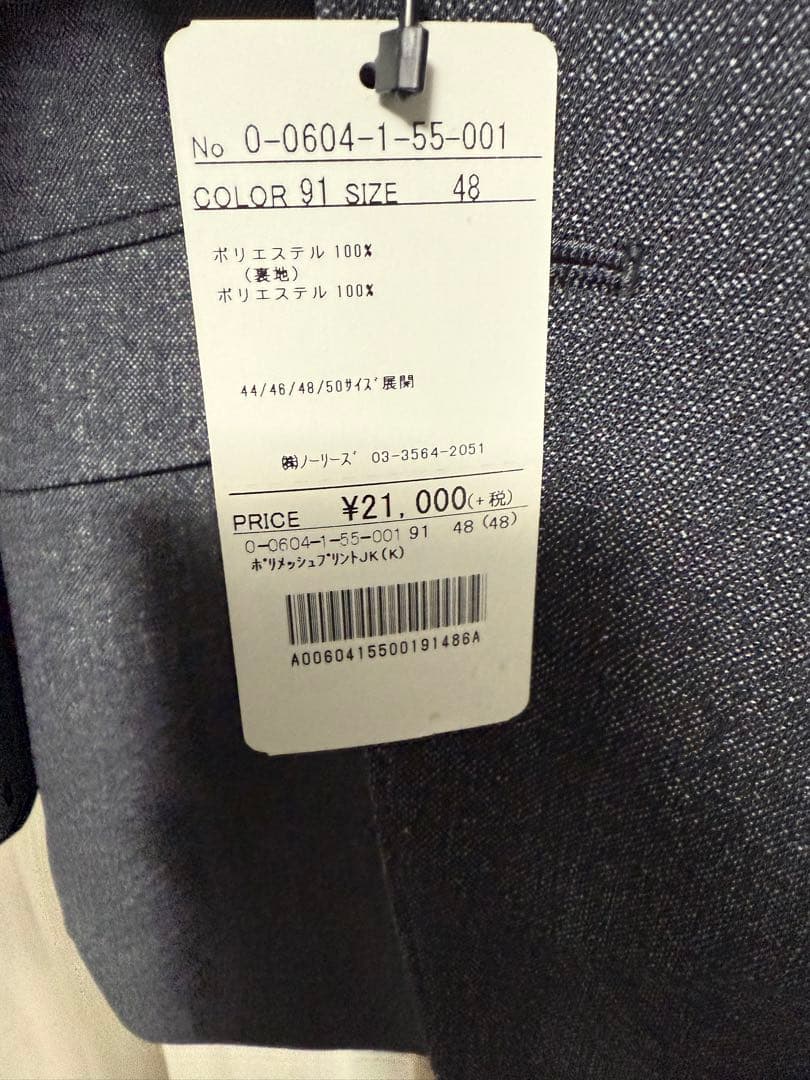 No 0-0604-1-55-001
COLOR 91 SIZE 48
ポリエステル 100%
(裏地)
ポリエステル 100%
44/46/48/50ｻｲｽﾞ展開
㈱ﾉｰﾘｰｽﾞ 03-3564-2051
PRICE ¥21,000(+税)
0-0604-1-55-001 91 48 (48)
ﾎﾟﾘﾒｯｼｭﾌﾟﾘﾝﾄJK(K)
A0060415500191486A